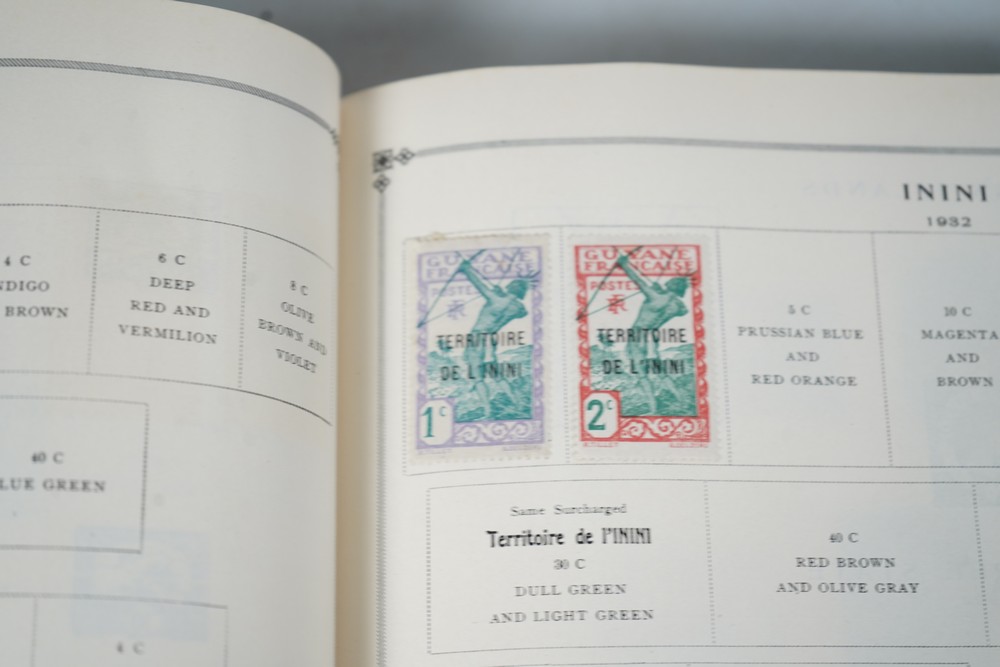 4 C
BROWN
6 C
DEEP
RED AND
VERMILION
8 C
OLIVE
BROWN AND
VIOLET
40 C
GREEN
4 C
ININI
1932
GUYANE
FRANÇAISE
POSTES
RF
TERRITOIRE
DE L'ININI
1c
GUYANE
FRANÇAISE
POSTES
RF
TERRITOIRE
DE L'ININI
2c
5 C
PRUSSIAN BLUE
AND
RED ORANGE
10 C
MAGENTA
AND
BROWN
Same Surcharged
Territoire de l'ININI
30 C
DULL GREEN
AND LIGHT GREEN
40 C
RED BROWN
AND OLIVE GRAY